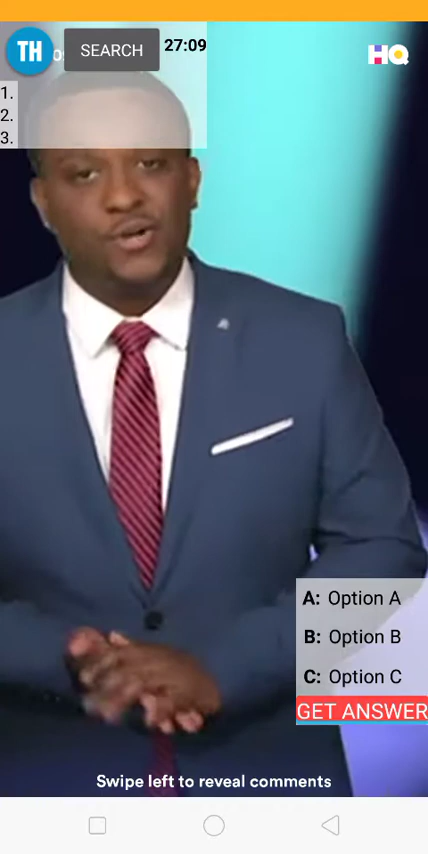 TH
SEARCH
27:09
HQ
1.
2.
3.
A: Option A
B: Option B
C: Option C
GET ANSWER
Swipe left to reveal comments